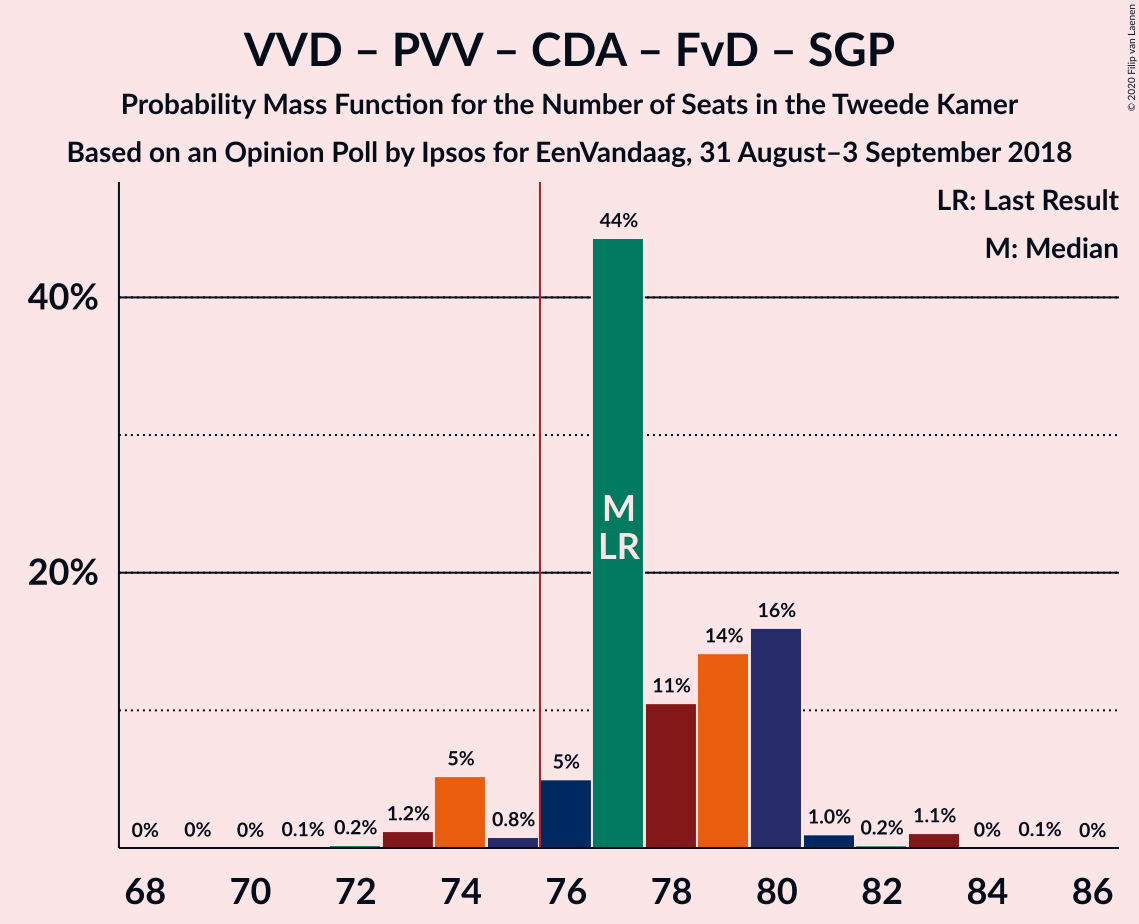 VVD – PVV – CDA – FvD – SGP
Probability Mass Function for the Number of Seats in the Tweede Kamer
Based on an Opinion Poll by Ipsos for EenVandaag, 31 August–3 September 2018
© 2020 Filip van Laenen
LR: Last Result
M: Median
40%
20%
0% 0% 0% 0.1% 0.2% 1.2% 5% 0.8% 5% 44% 11% 14% 16% 1.0% 0.2% 1.1% 0% 0.1% 0%
M
LR
68 70 72 74 76 78 80 82 84 86